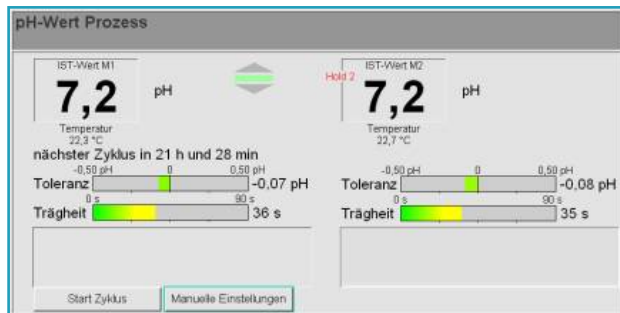 pH-Wert Prozess
IST-Wert M1
7,2 pH
Temperatur
22,3 °C
nächster Zyklus in 21 h und 28 min
-0,50 pH 0 0,50 pH
Toleranz -0,07 pH
0 s 90 s
Trägheit 36 s
Start Zyklus Manuelle Einstellungen
Hold 2
IST-Wert M2
7,2 pH
Temperatur
22,7 °C
-0,50 pH 0 0,50 pH
Toleranz -0,08 pH
0 s 90 s
Trägheit 35 s